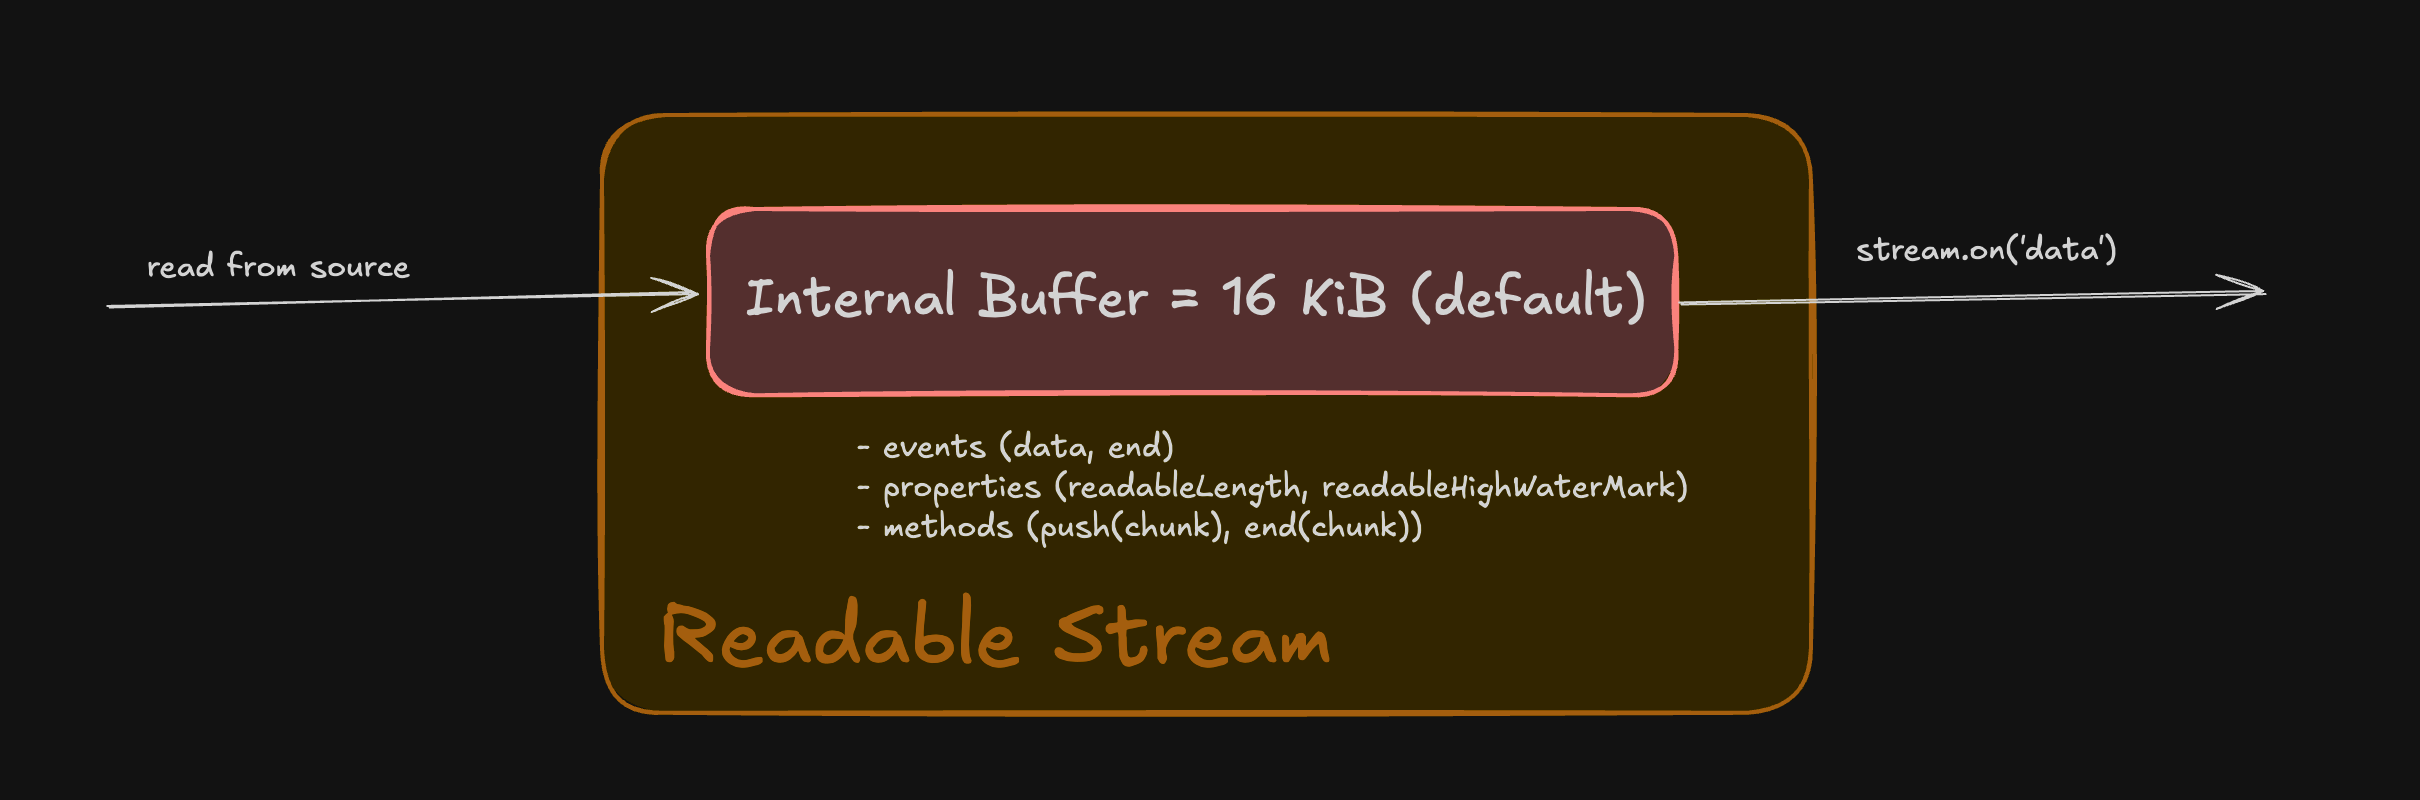 read from source
Internal Buffer = 16 KiB (default)
stream.on('data')
- events (data, end)
- properties (readableLength, readableHighWaterMark)
- methods (push(chunk), end(chunk))
Readable Stream